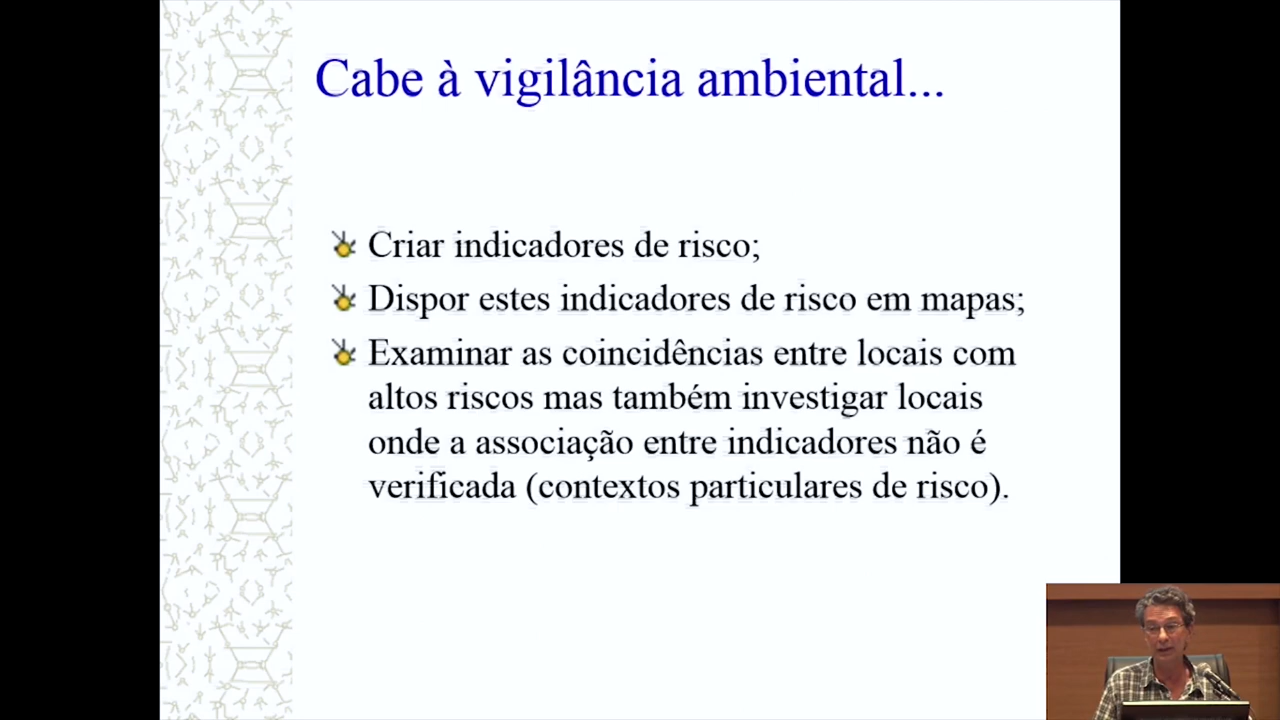 Cabe à vigilância ambiental...
Criar indicadores de risco;
Dispor estes indicadores de risco em mapas;
Examinar as coincidências entre locais com
altos riscos mas também investigar locais
onde a associação entre indicadores não é
verificada (contextos particulares de risco).